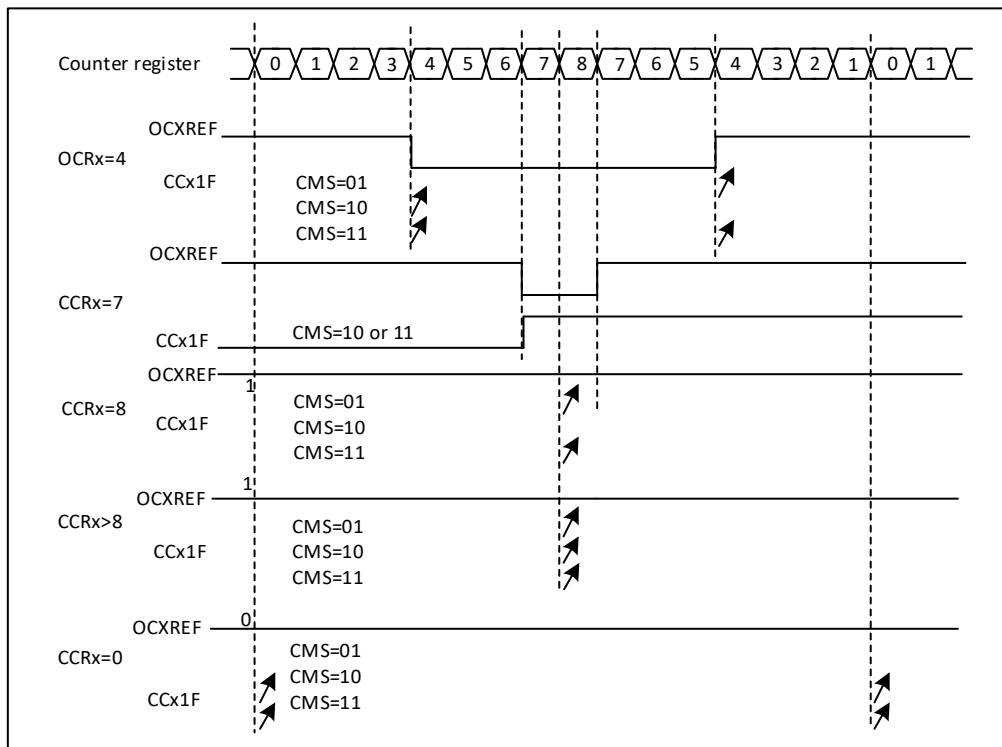 Counter register 0 1 2 3 4 5 6 7 8 7 6 5 4 3 2 1 0 1
OCXREF
OCRx=4
CCx1F
CMS=01
CMS=10
CMS=11
OCXREF
CCRx=7
CCx1F
CMS=10 or 11
OCXREF
1
CCRx=8
CCx1F
CMS=01
CMS=10
CMS=11
OCXREF
1
CCRx>8
CCx1F
CMS=01
CMS=10
CMS=11
OCXREF
0
CCRx=0
CCx1F
CMS=01
CMS=10
CMS=11